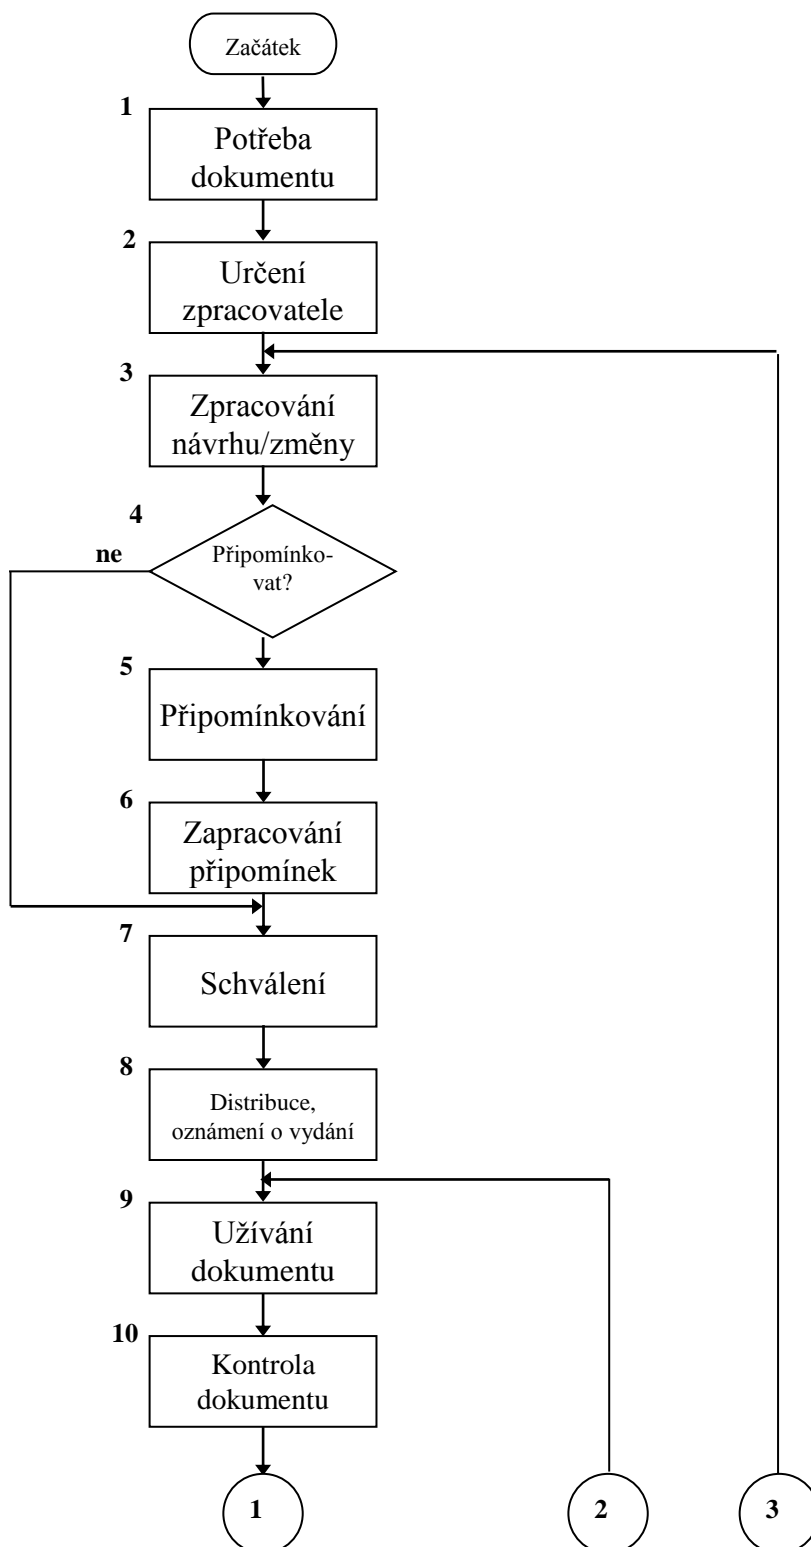 Začátek
1
Potřeba
dokumentu
2
Určení
zpracovatele
3
Zpracování
návrhu/změny
4
ne
Připomínko-
vat?
5
Připomínkování
6
Zapracování
připomínek
7
Schválení
8
Distribuce,
oznámení o vydání
9
Užívání
dokumentu
10
Kontrola
dokumentu
1
2
3